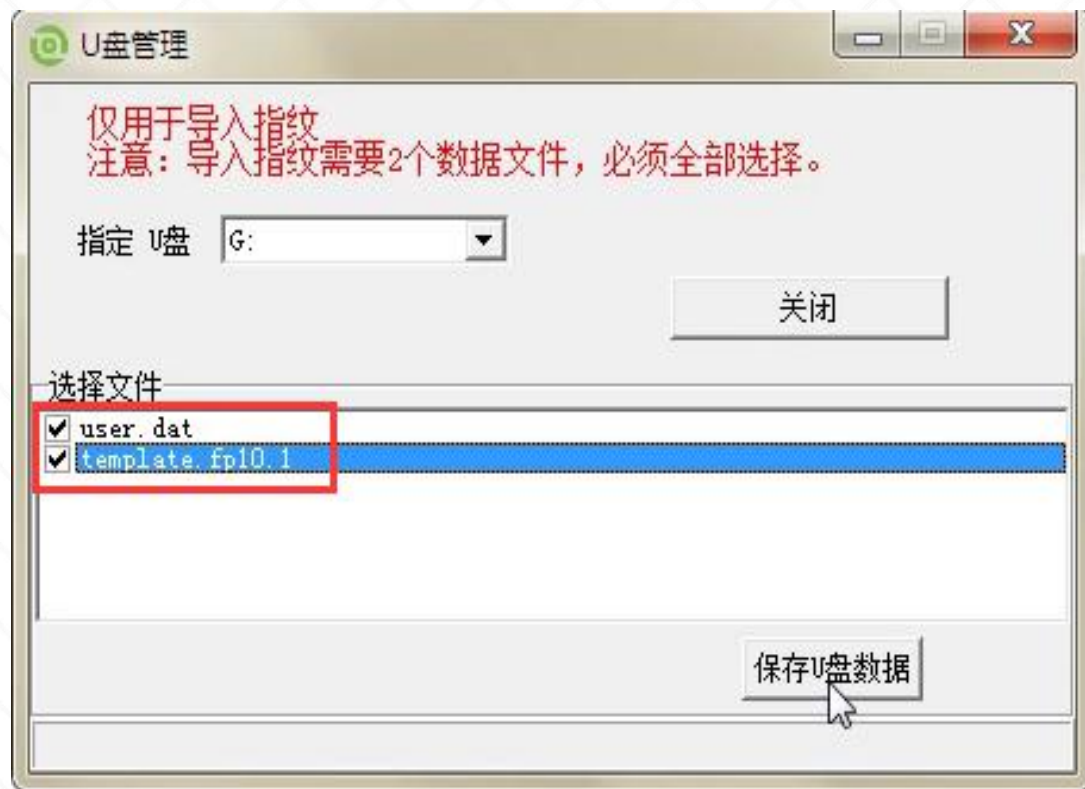 U盘管理
仅用于导入指纹
注意：导入指纹需要2个数据文件，必须全部选择。
指定 U盘 G:
关闭
选择文件
user.dat
template.fp10.1
保存U盘数据